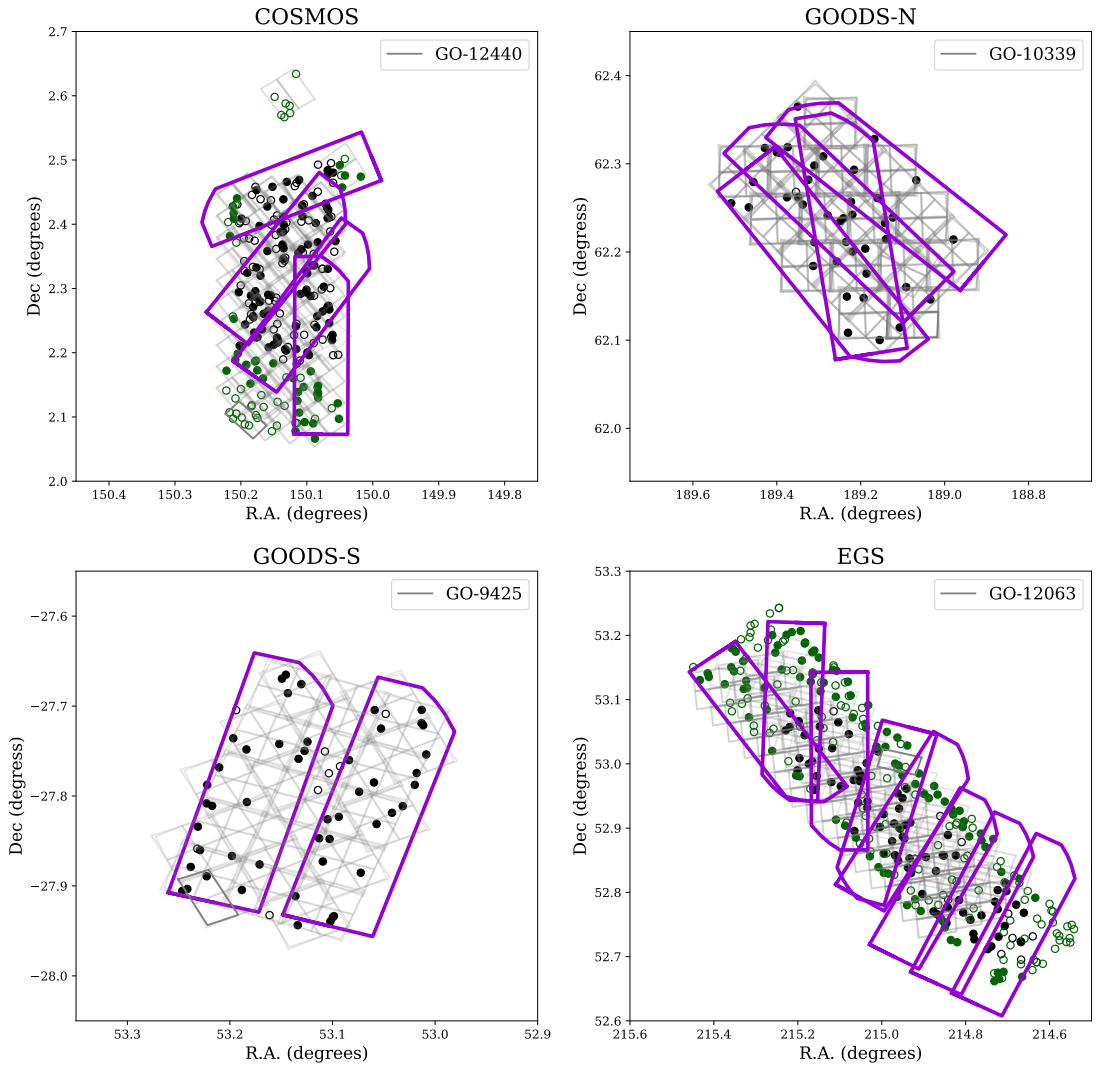 COSMOS
GO-12440
2.7
2.6
2.5
2.4
2.3
2.2
2.1
2.0
Dec (degrees)
150.4 150.3 150.2 150.1 150.0 149.9 149.8
R.A. (degrees)
GOODS-N
GO-10339
62.4
62.3
62.2
62.1
62.0
Dec (degress)
189.6 189.4 189.2 189.0 188.8
R.A. (degrees)
GOODS-S
GO-9425
−27.6
−27.7
−27.8
−27.9
−28.0
Dec (degress)
53.3 53.2 53.1 53.0 52.9
R.A. (degrees)
EGS
GO-12063
53.3
53.2
53.1
53.0
52.9
52.8
52.7
52.6
Dec (degress)
215.6 215.4 215.2 215.0 214.8 214.6
R.A. (degrees)